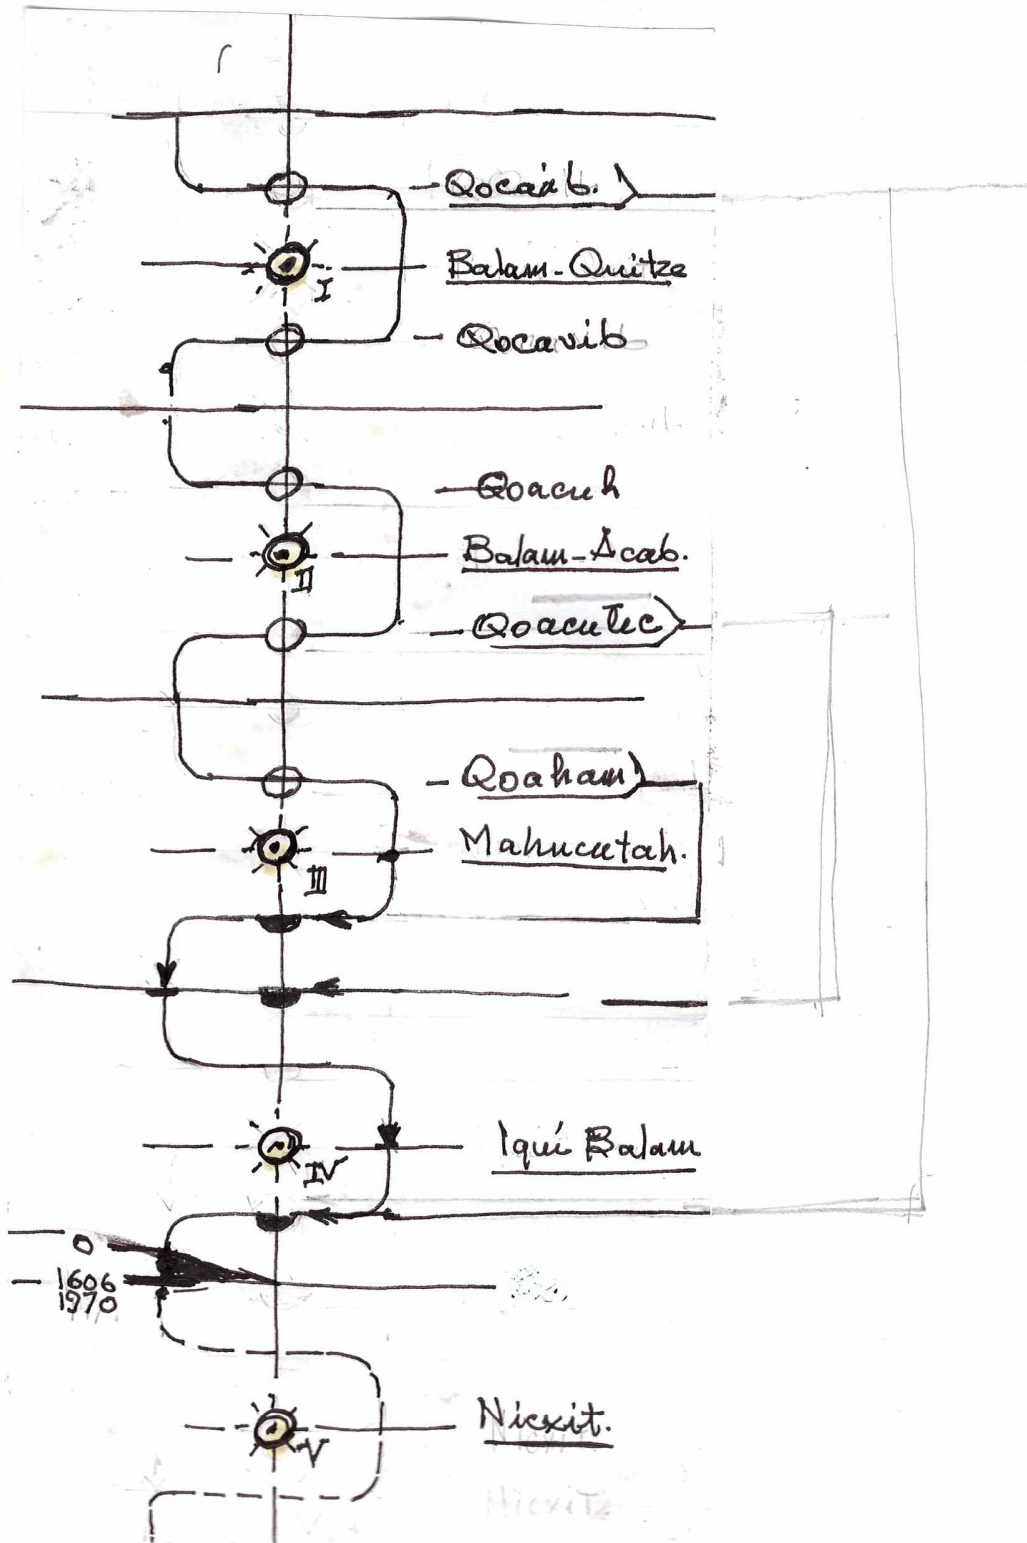 Qocaib.
Balam-Quitze
I
Qocavib
Qoacuh
Balam-Acab.
II
QoacuTec
Qoaham
Mahucutah.
III
Iqui Balam
IV
0
1606
1970
Nicxit.
V
NicxiT